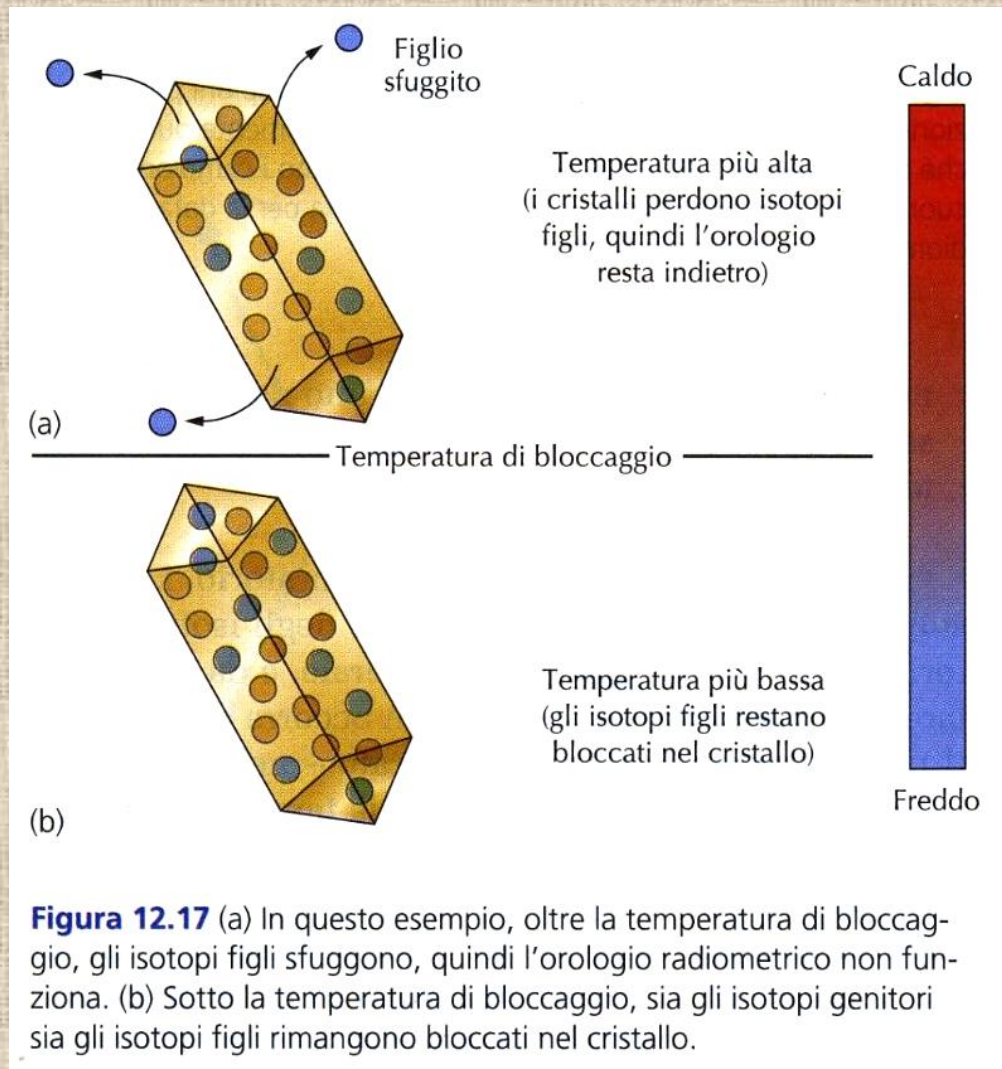 Figlio
sfuggito
Caldo
Temperatura più alta
(i cristalli perdono isotopi
figli, quindi l'orologio
resta indietro)
(a)
Temperatura di bloccaggio
Temperatura più bassa
(gli isotopi figli restano
bloccati nel cristallo)
Freddo
(b)
Figura 12.17 (a) In questo esempio, oltre la temperatura di bloccag-
gio, gli isotopi figli sfuggono, quindi l'orologio radiometrico non fun-
ziona. (b) Sotto la temperatura di bloccaggio, sia gli isotopi genitori
sia gli isotopi figli rimangono bloccati nel cristallo.